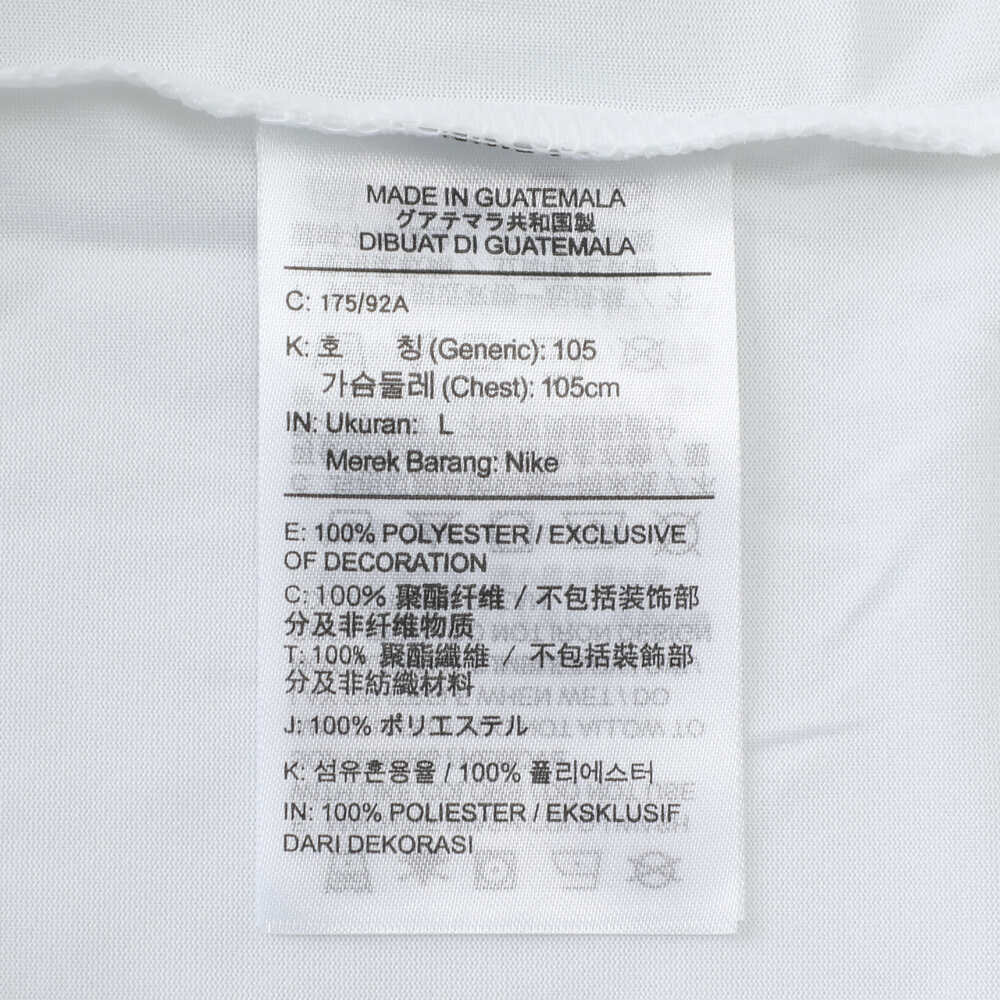 MADE IN GUATEMALA
グアテマラ共和国製
DIBUAT DI GUATEMALA
C: 175/92A
K: 호 칭 (Generic): 105
가슴둘레 (Chest): 105cm
IN: Ukuran: L
Merek Barang: Nike
E: 100% POLYESTER / EXCLUSIVE
OF DECORATION
C: 100% 聚酯纤维 / 不包括装饰部
分及非纤维物质
T: 100% 聚酯纖維 / 不包括裝飾部
分及非紡織材料
J: 100% ポリエステル
K: 섬유혼용율 / 100% 폴리에스터
IN: 100% POLIESTER / EKSKLUSIF
DARI DEKORASI